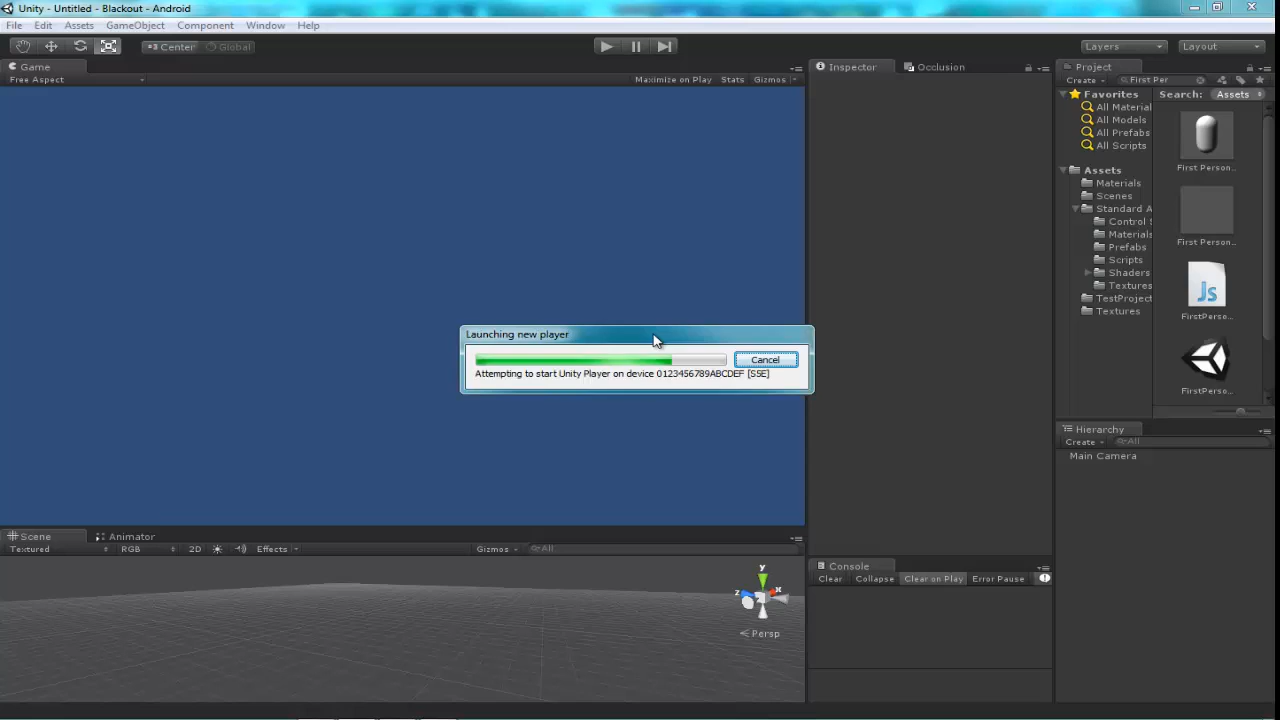 Unity - Untitled - Blackout - Android
File Edit Assets GameObject Component Window Help
Center Global
Layers Layout
Game
Free Aspect
Maximize on Play Stats Gizmos
Inspector Occlusion
Project
Create First Per
Favorites
All Material
All Models
All Prefabs
All Scripts
Assets
Materials
Scenes
Standard A
Control S
Materials
Prefabs
Scripts
Shaders
Textures
TestProject
Textures
Search: Assets
First Person..
First Person..
Js
FirstPerso..
FirstPerso..
Launching new player
Cancel
Attempting to start Unity Player on device 0123456789ABCDEF [S5E]
Hierarchy
Create All
Main Camera
Scene Animator
Textured RGB 2D Effects Gizmos All
y
x
z
Persp
Console
Clear Collapse Clear on Play Error Pause